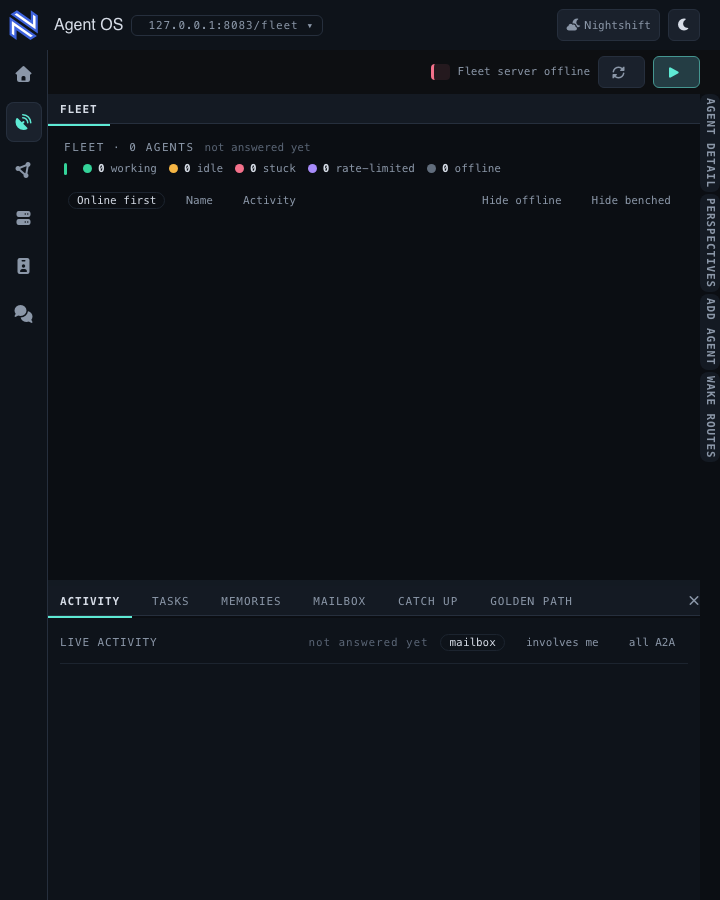 Agent OS 127.0.0.1:8083/fleet ▾ Nightshift
Fleet server offline
FLEET
FLEET · 0 AGENTS not answered yet
0 working 0 idle 0 stuck 0 rate-limited 0 offline
Online first Name Activity Hide offline Hide benched
AGENT DETAIL
PERSPECTIVES
ADD AGENT
WAKE ROUTES
ACTIVITY TASKS MEMORIES MAILBOX CATCH UP GOLDEN PATH ×
LIVE ACTIVITY not answered yet mailbox involves me all A2A